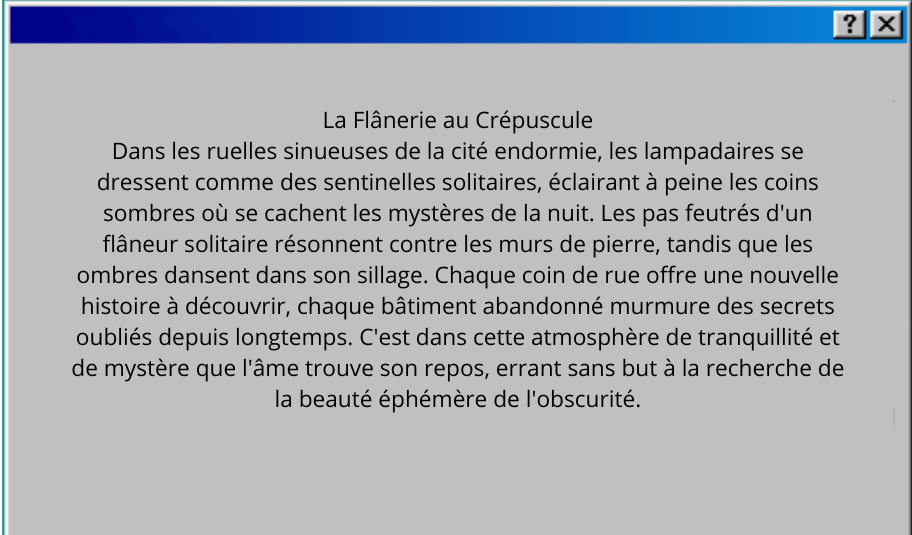 La Flânerie au Crépuscule
Dans les ruelles sinueuses de la cité endormie, les lampadaires se
dressent comme des sentinelles solitaires, éclairant à peine les coins
sombres où se cachent les mystères de la nuit. Les pas feutrés d'un
flâneur solitaire résonnent contre les murs de pierre, tandis que les
ombres dansent dans son sillage. Chaque coin de rue offre une nouvelle
histoire à découvrir, chaque bâtiment abandonné murmure des secrets
oubliés depuis longtemps. C'est dans cette atmosphère de tranquillité et
de mystère que l'âme trouve son repos, errant sans but à la recherche de
la beauté éphémère de l'obscurité.